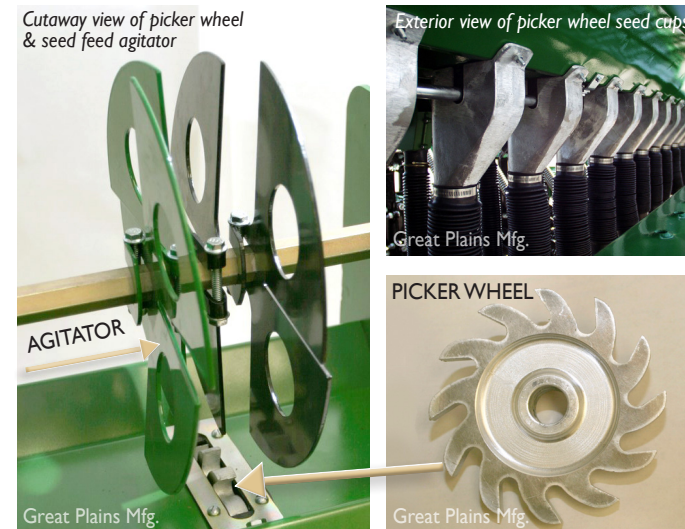 Cutaway view of picker wheel
& seed feed agitator
AGITATOR
Great Plains Mfg.
Exterior view of picker wheel seed cups
Great Plains Mfg.
PICKER WHEEL
Great Plains Mfg.